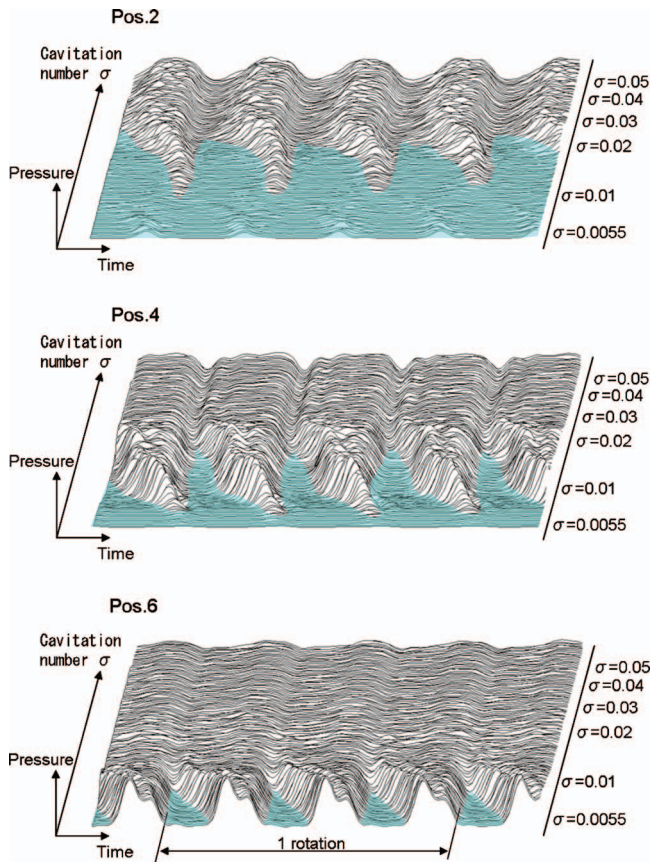 Pos.2
Cavitation
number σ
σ=0.05
σ=0.04
σ=0.03
σ=0.02
Pressure
σ=0.01
σ=0.0055
Time
Pos.4
Cavitation
number σ
σ=0.05
σ=0.04
σ=0.03
σ=0.02
Pressure
σ=0.01
σ=0.0055
Time
Pos.6
Cavitation
number σ
σ=0.05
σ=0.04
σ=0.03
σ=0.02
Pressure
σ=0.01
σ=0.0055
Time
1 rotation